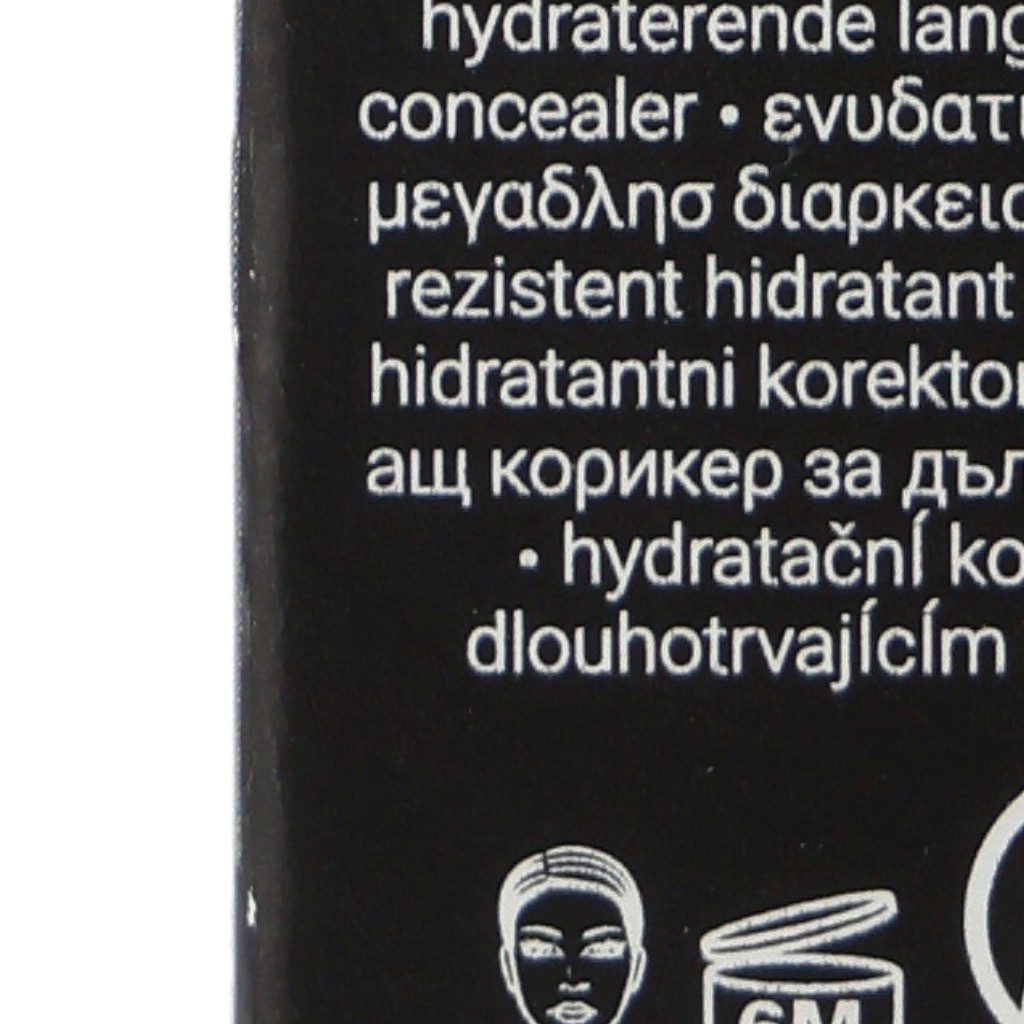 hydraterende lang
concealer • ενυδατι
μεγαδλησ διαρκεια
rezistent hidratant
hidratantni korektor
ащ корикер за дъл
• hydratační ko
dlouhotrvajícím
6M